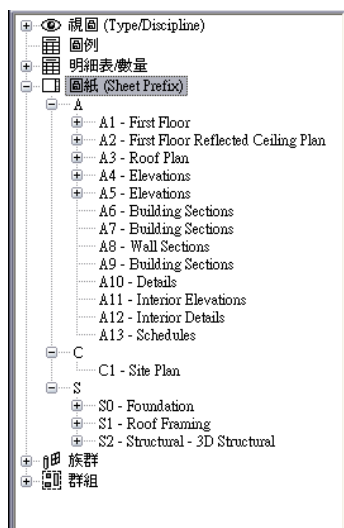 視圖 (Type/Discipline)
圖例
明細表/數量
圖紙 (Sheet Prefix)
A
A1 - First Floor
A2 - First Floor Reflected Ceiling Plan
A3 - Roof Plan
A4 - Elevations
A5 - Elevations
A6 - Building Sections
A7 - Building Sections
A8 - Wall Sections
A9 - Building Sections
A10 - Details
A11 - Interior Elevations
A12 - Interior Details
A13 - Schedules
C
C1 - Site Plan
S
S0 - Foundation
S1 - Roof Framing
S2 - Structural - 3D Structural
族群
群組